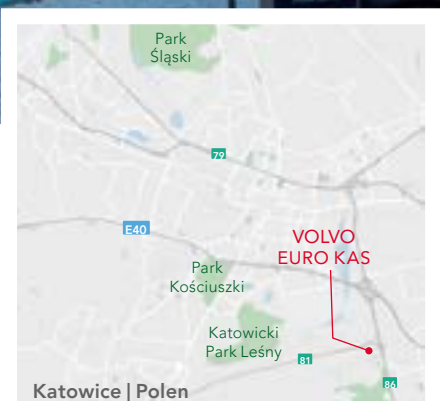 Park
Śląski
79
E40
VOLVO
EURO KAS
Park
Kościuszki
Katowicki
Park Leśny
81
86
Katowice | Polen